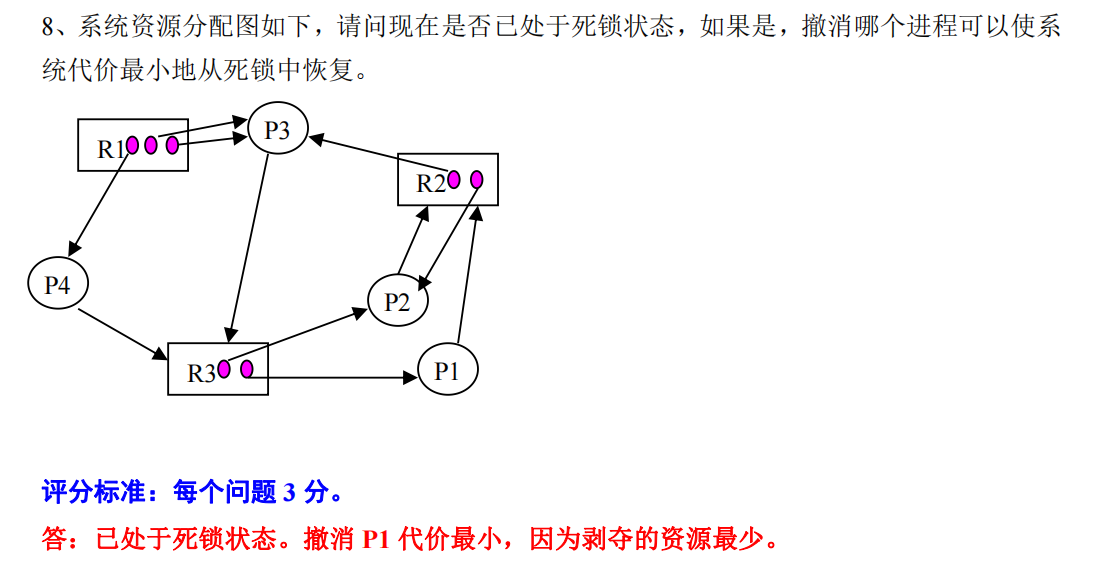 8、系统资源分配图如下，请问现在是否已处于死锁状态，如果是，撤消哪个进程可以使系
统代价最小地从死锁中恢复。
P3
R1
R2
P4
P2
R3
P1
评分标准：每个问题 3 分。
答：已处于死锁状态。撤消 P1 代价最小，因为剥夺的资源最少。